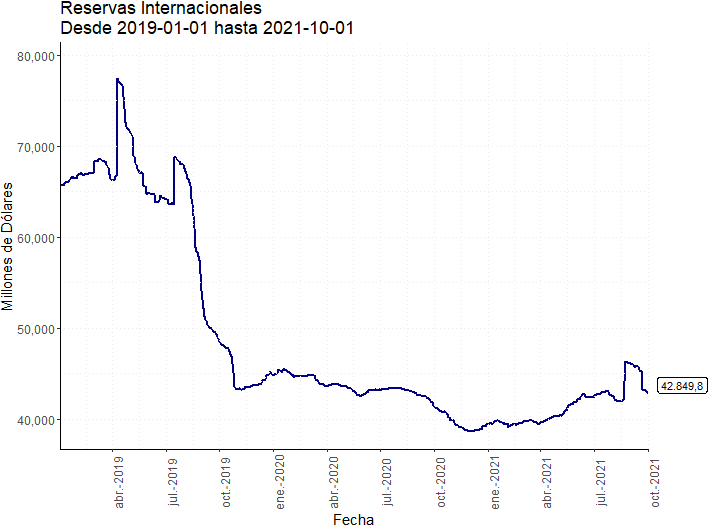 Reservas Internacionales
Desde 2019-01-01 hasta 2021-10-01
Millones de Dólares
80,000
70,000
60,000
50,000
40,000
42.849,8
abr.-2019
jul.-2019
oct.-2019
ene.-2020
abr.-2020
jul.-2020
oct.-2020
ene.-2021
abr.-2021
jul.-2021
oct.-2021
Fecha